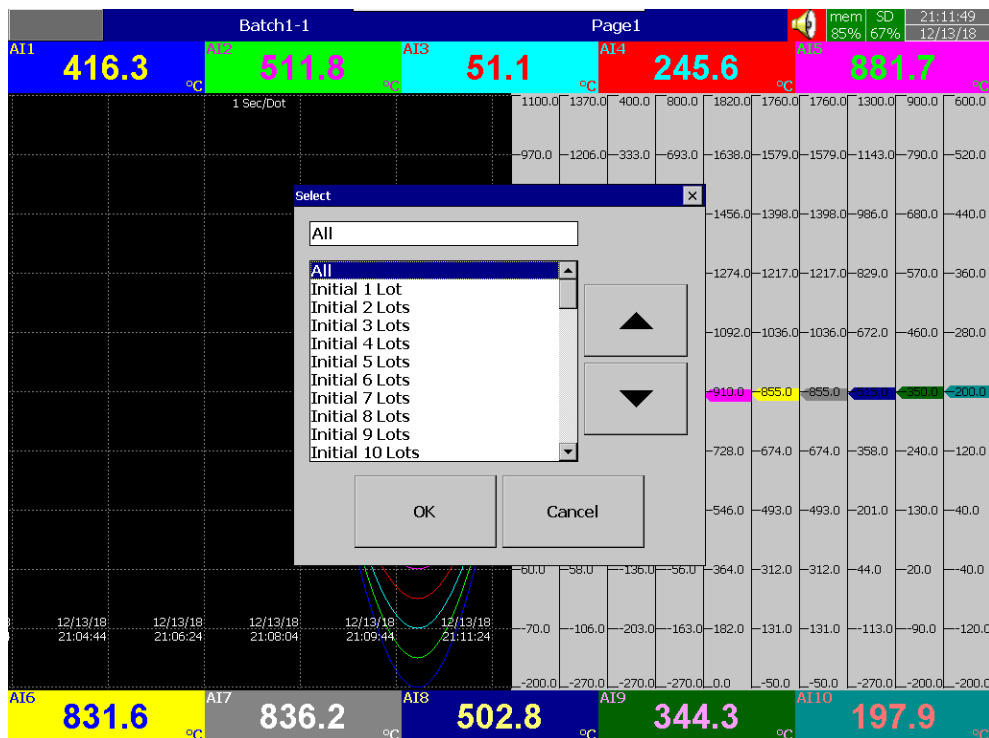 Batch1-1 Page1 mem SD 21:11:49
85% 67% 12/13/18
AI1 AI2 AI3 AI4 AI5
416.3 °C 511.8 °C 51.1 °C 245.6 °C 881.7 °C
1 Sec/Dot
1100.0 1370.0 400.0 800.0 1820.0 1760.0 1760.0 1300.0 900.0 600.0
970.0 1206.0 333.0 693.0 1638.0 1579.0 1579.0 1143.0 790.0 520.0
Select
1456.0 1398.0 1398.0 986.0 680.0 440.0
All
All
Initial 1 Lot
Initial 2 Lots
Initial 3 Lots
Initial 4 Lots
Initial 5 Lots
Initial 6 Lots
Initial 7 Lots
Initial 8 Lots
Initial 9 Lots
Initial 10 Lots
1274.0 1217.0 1217.0 829.0 570.0 360.0
1092.0 1036.0 1036.0 672.0 460.0 280.0
910.0 855.0 855.0 515.0 350.0 200.0
728.0 674.0 674.0 358.0 240.0 120.0
OK Cancel
546.0 493.0 493.0 201.0 130.0 40.0
60.0 58.0 -136.0 -56.0 364.0 312.0 312.0 44.0 20.0 -40.0
12/13/18 12/13/18 12/13/18 12/13/18 12/13/18
21:04:44 21:06:24 21:08:04 21:09:44 21:11:24
-70.0 -106.0 -203.0 -163.0 182.0 131.0 131.0 -113.0 -90.0 -120.0
-200.0 -270.0 -270.0 -270.0 0.0 -50.0 -50.0 -270.0 -200.0 -200.0
AI6 AI7 AI8 AI9 AI10
831.6 °C 836.2 °C 502.8 °C 344.3 °C 197.9 °C